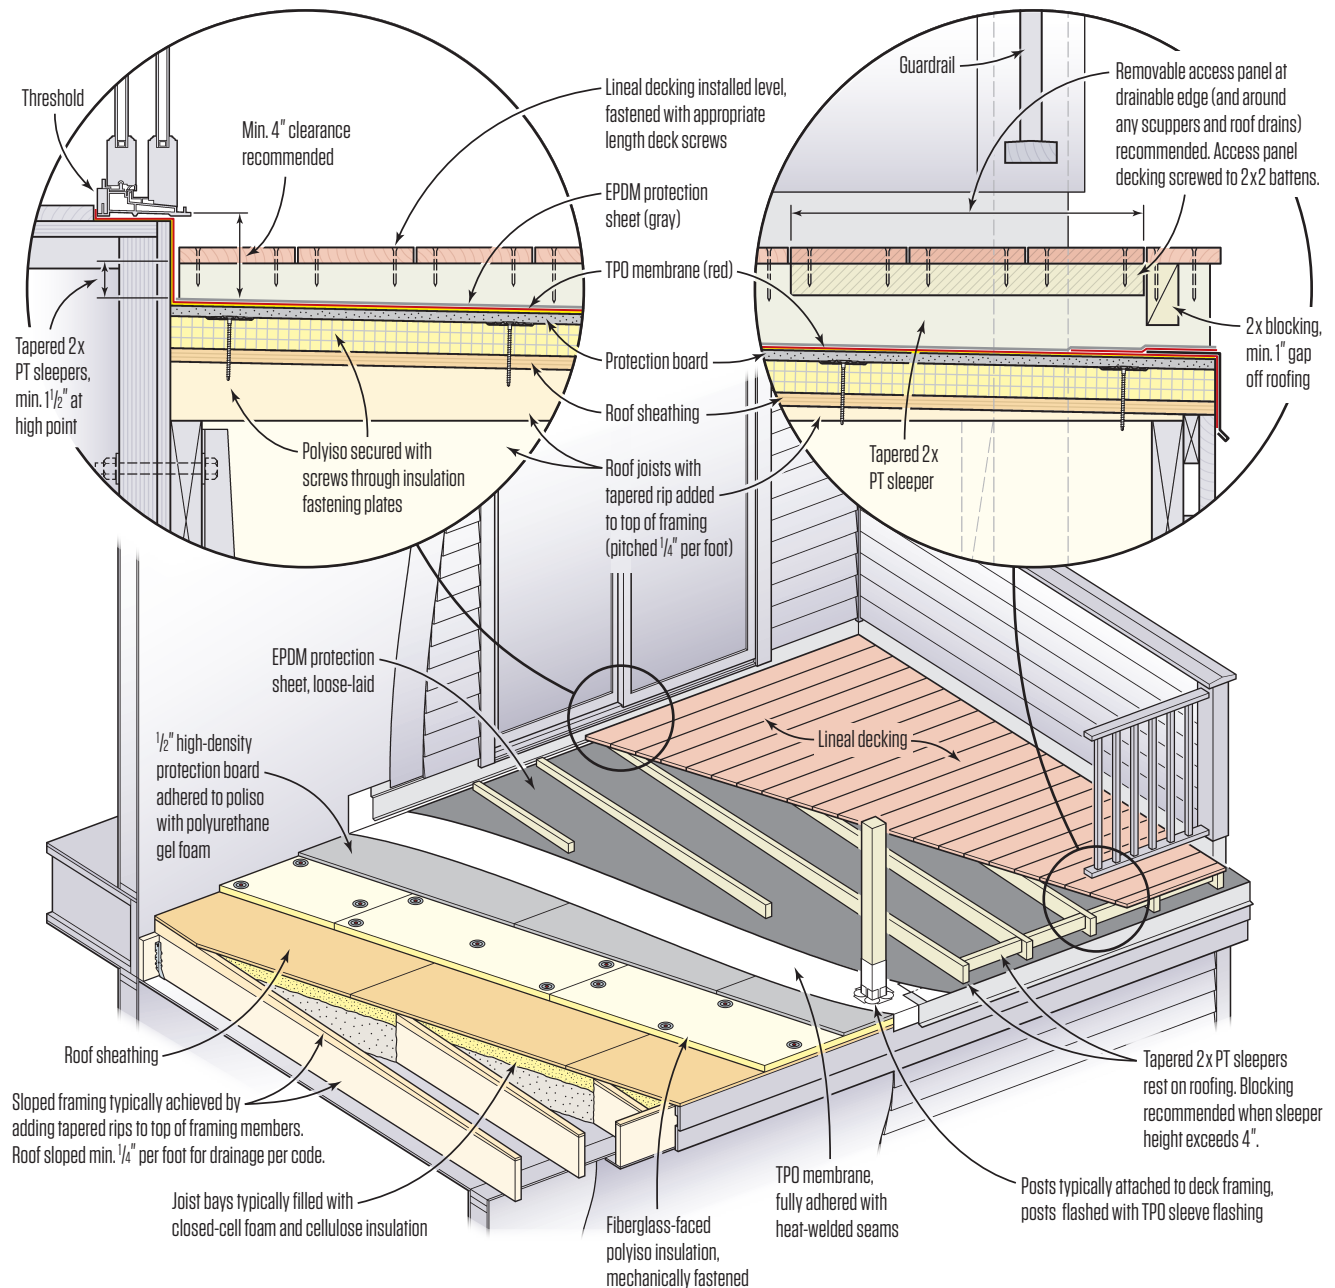 Threshold
Min. 4" clearance
recommended
Tapered 2x
PT sleepers,
min. 1 1/2" at
high point
Polyiso secured with
screws through insulation
fastening plates
Lineal decking installed level,
fastened with appropriate
length deck screws
EPDM protection
sheet (gray)
TPO membrane (red)
Protection board
Roof sheathing
Roof joists with
tapered rip added
to top of framing
(pitched 1/4" per foot)
Guardrail
Removable access panel at
drainable edge (and around
any scuppers and roof drains)
recommended. Access panel
decking screwed to 2x2 battens.
2x blocking,
min. 1" gap
off roofing
Tapered 2x
PT sleeper
EPDM protection
sheet, loose-laid
1/2" high-density
protection board
adhered to poliso
with polyurethane
gel foam
Lineal decking
Roof sheathing
Sloped framing typically achieved by
adding tapered rips to top of framing members.
Roof sloped min. 1/4" per foot for drainage per code.
Joist bays typically filled with
closed-cell foam and cellulose insulation
Fiberglass-faced
polyiso insulation,
mechanically fastened
TPO membrane,
fully adhered with
heat-welded seams
Posts typically attached to deck framing,
posts flashed with TPO sleeve flashing
Tapered 2x PT sleepers
rest on roofing. Blocking
recommended when sleeper
height exceeds 4".